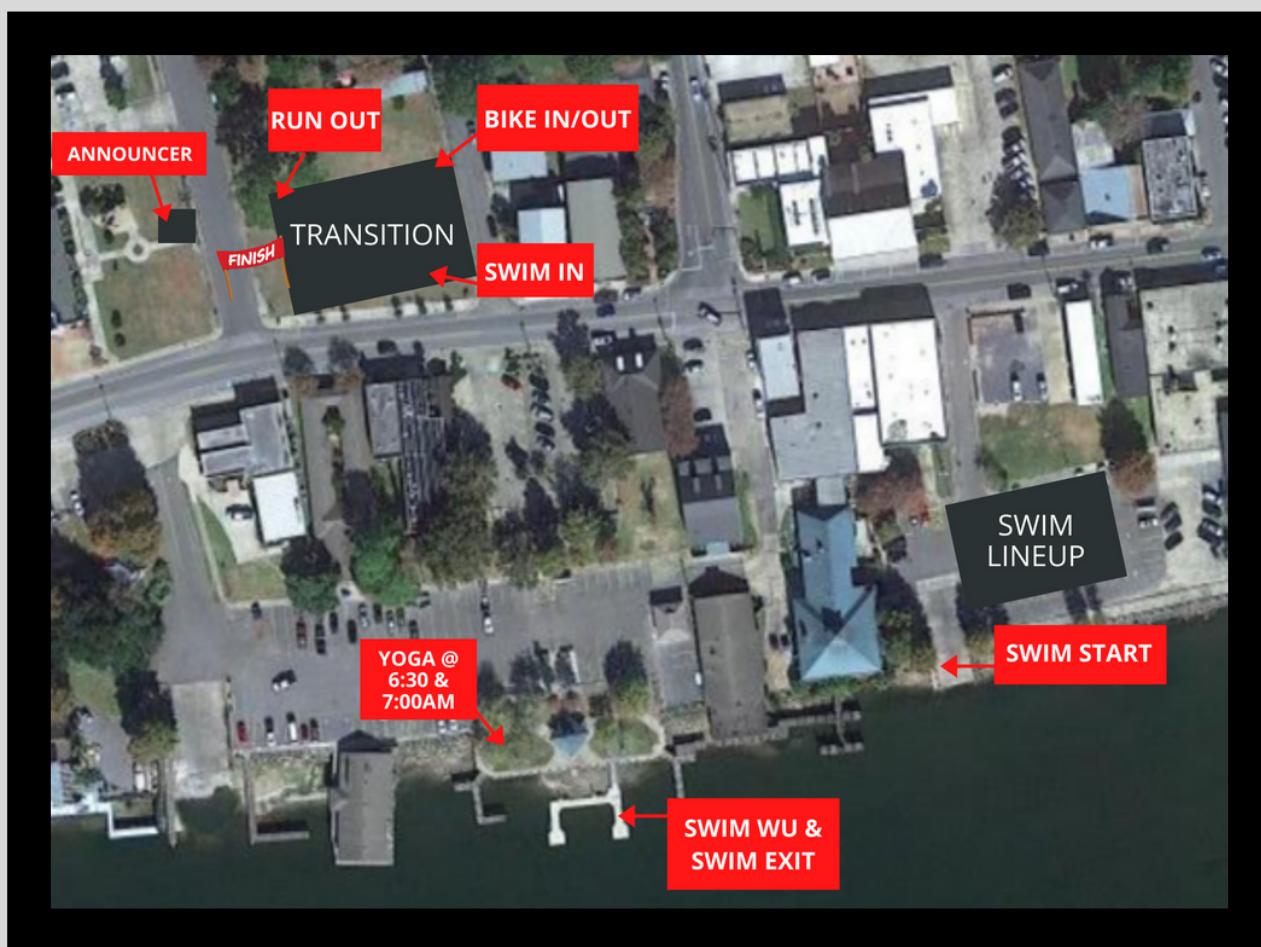 RUN OUT
BIKE IN/OUT
ANNOUNCER
TRANSITION
FINISH
SWIM IN
SWIM
LINEUP
YOGA @
6:30 &
7:00AM
SWIM START
SWIM WU &
SWIM EXIT